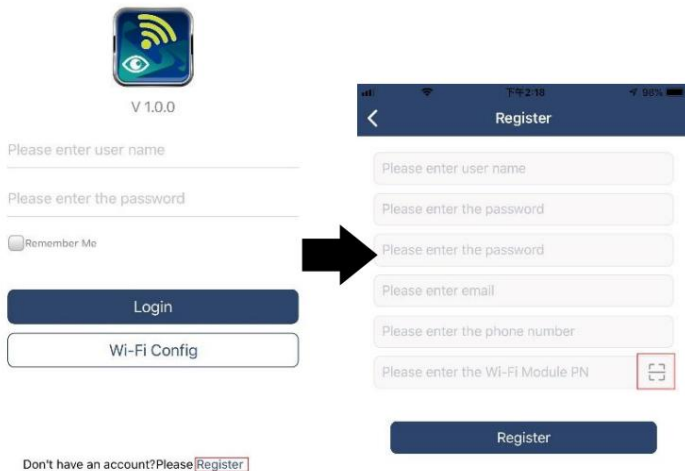 V 1.0.0
Please enter user name
Please enter the password
Remember Me
Login
Wi-Fi Config
Don't have an account?Please Register
下午2:18
98%
Register
Please enter user name
Please enter the password
Please enter the password
Please enter email
Please enter the phone number
Please enter the Wi-Fi Module PN
Register